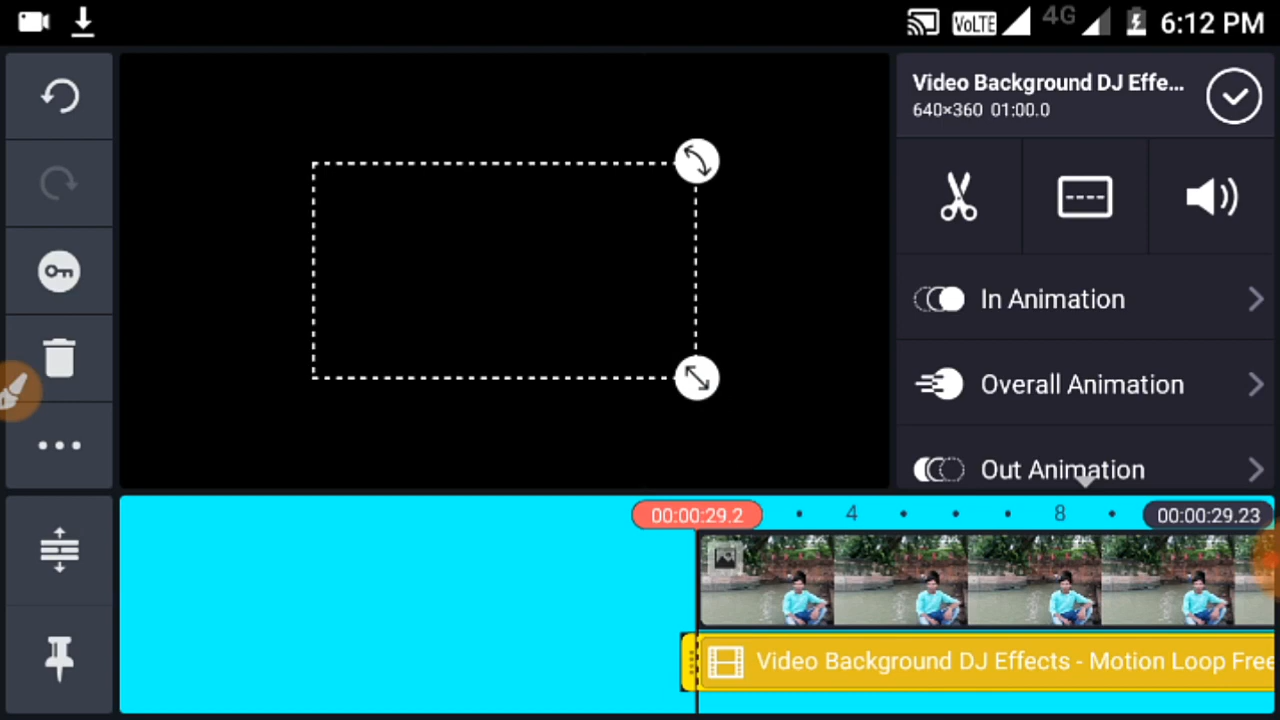 VoLTE 4G 6:12 PM
Video Background DJ Effe...
640×360 01:00.0
In Animation
Overall Animation
Out Animation
00:00:29.2 4 8 00:00:29.23
Video Background DJ Effects - Motion Loop Free